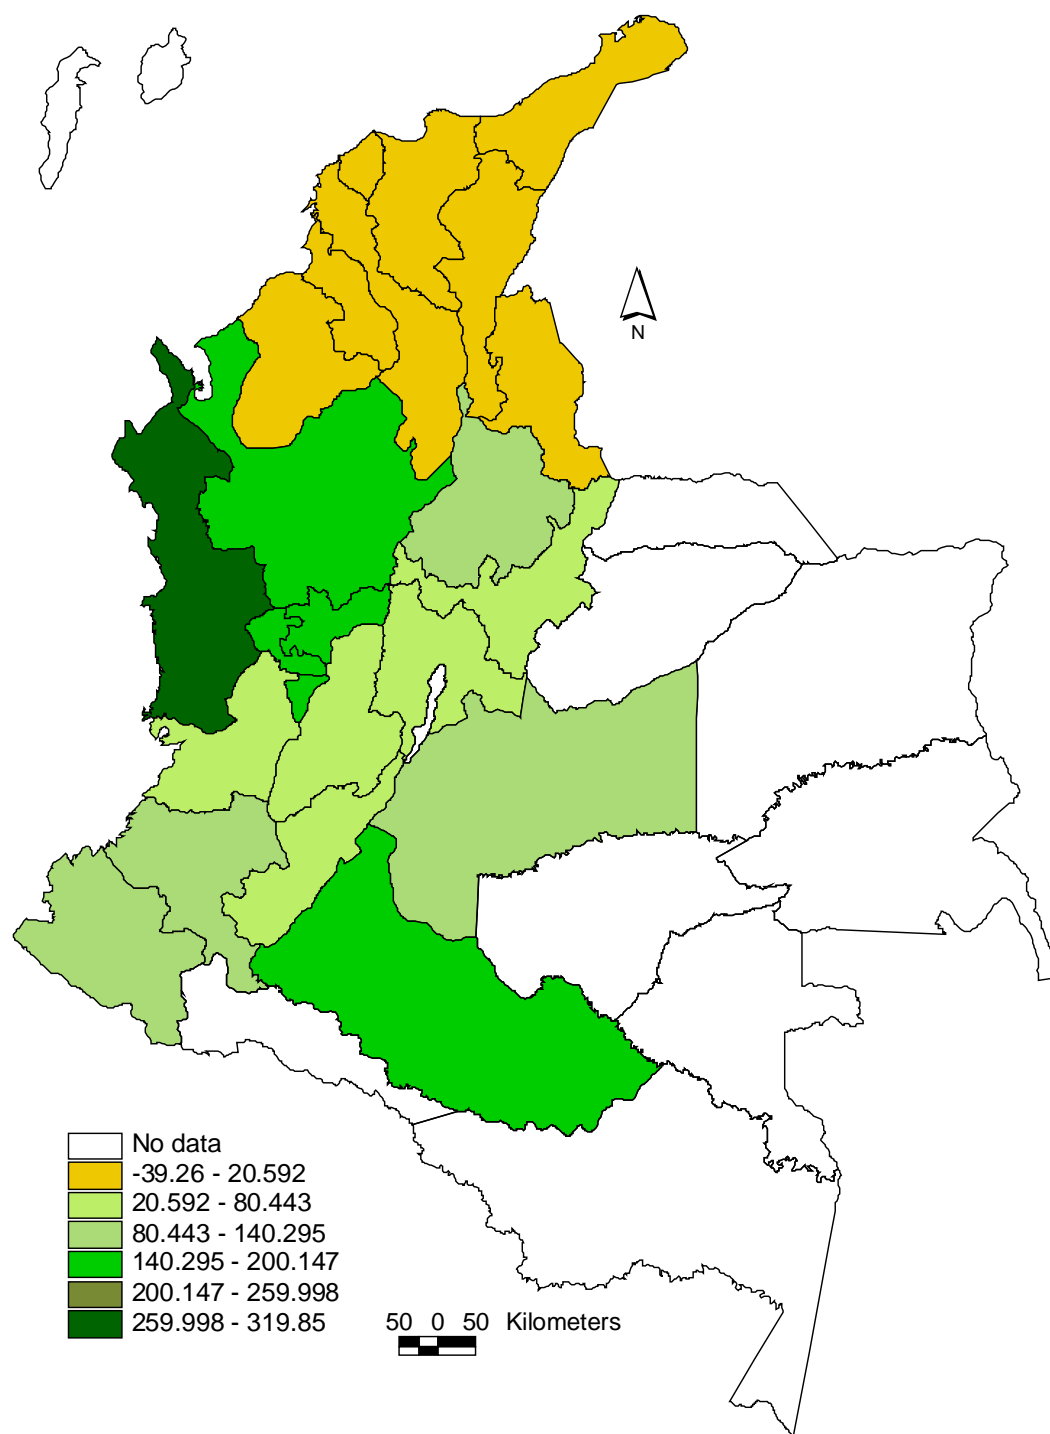 N
No data
-39.26 - 20.592
20.592 - 80.443
80.443 - 140.295
140.295 - 200.147
200.147 - 259.998
259.998 - 319.85
50 0 50 Kilometers